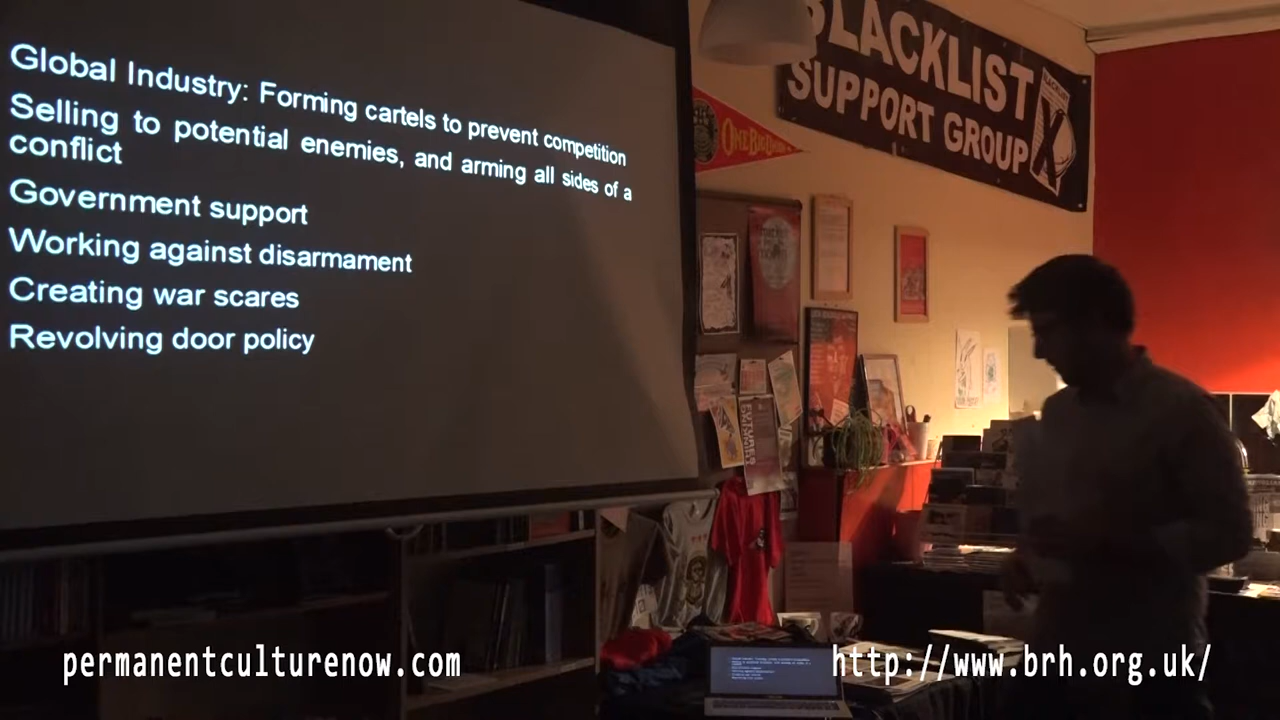 Global Industry: Forming cartels to prevent competition
Selling to potential enemies, and arming all sides of a
conflict
Government support
Working against disarmament
Creating war scares
Revolving door policy
BLACKLIST
SUPPORT GROUP
ONE BIG UNION
permanentculturenow.com
http://www.brh.org.uk/